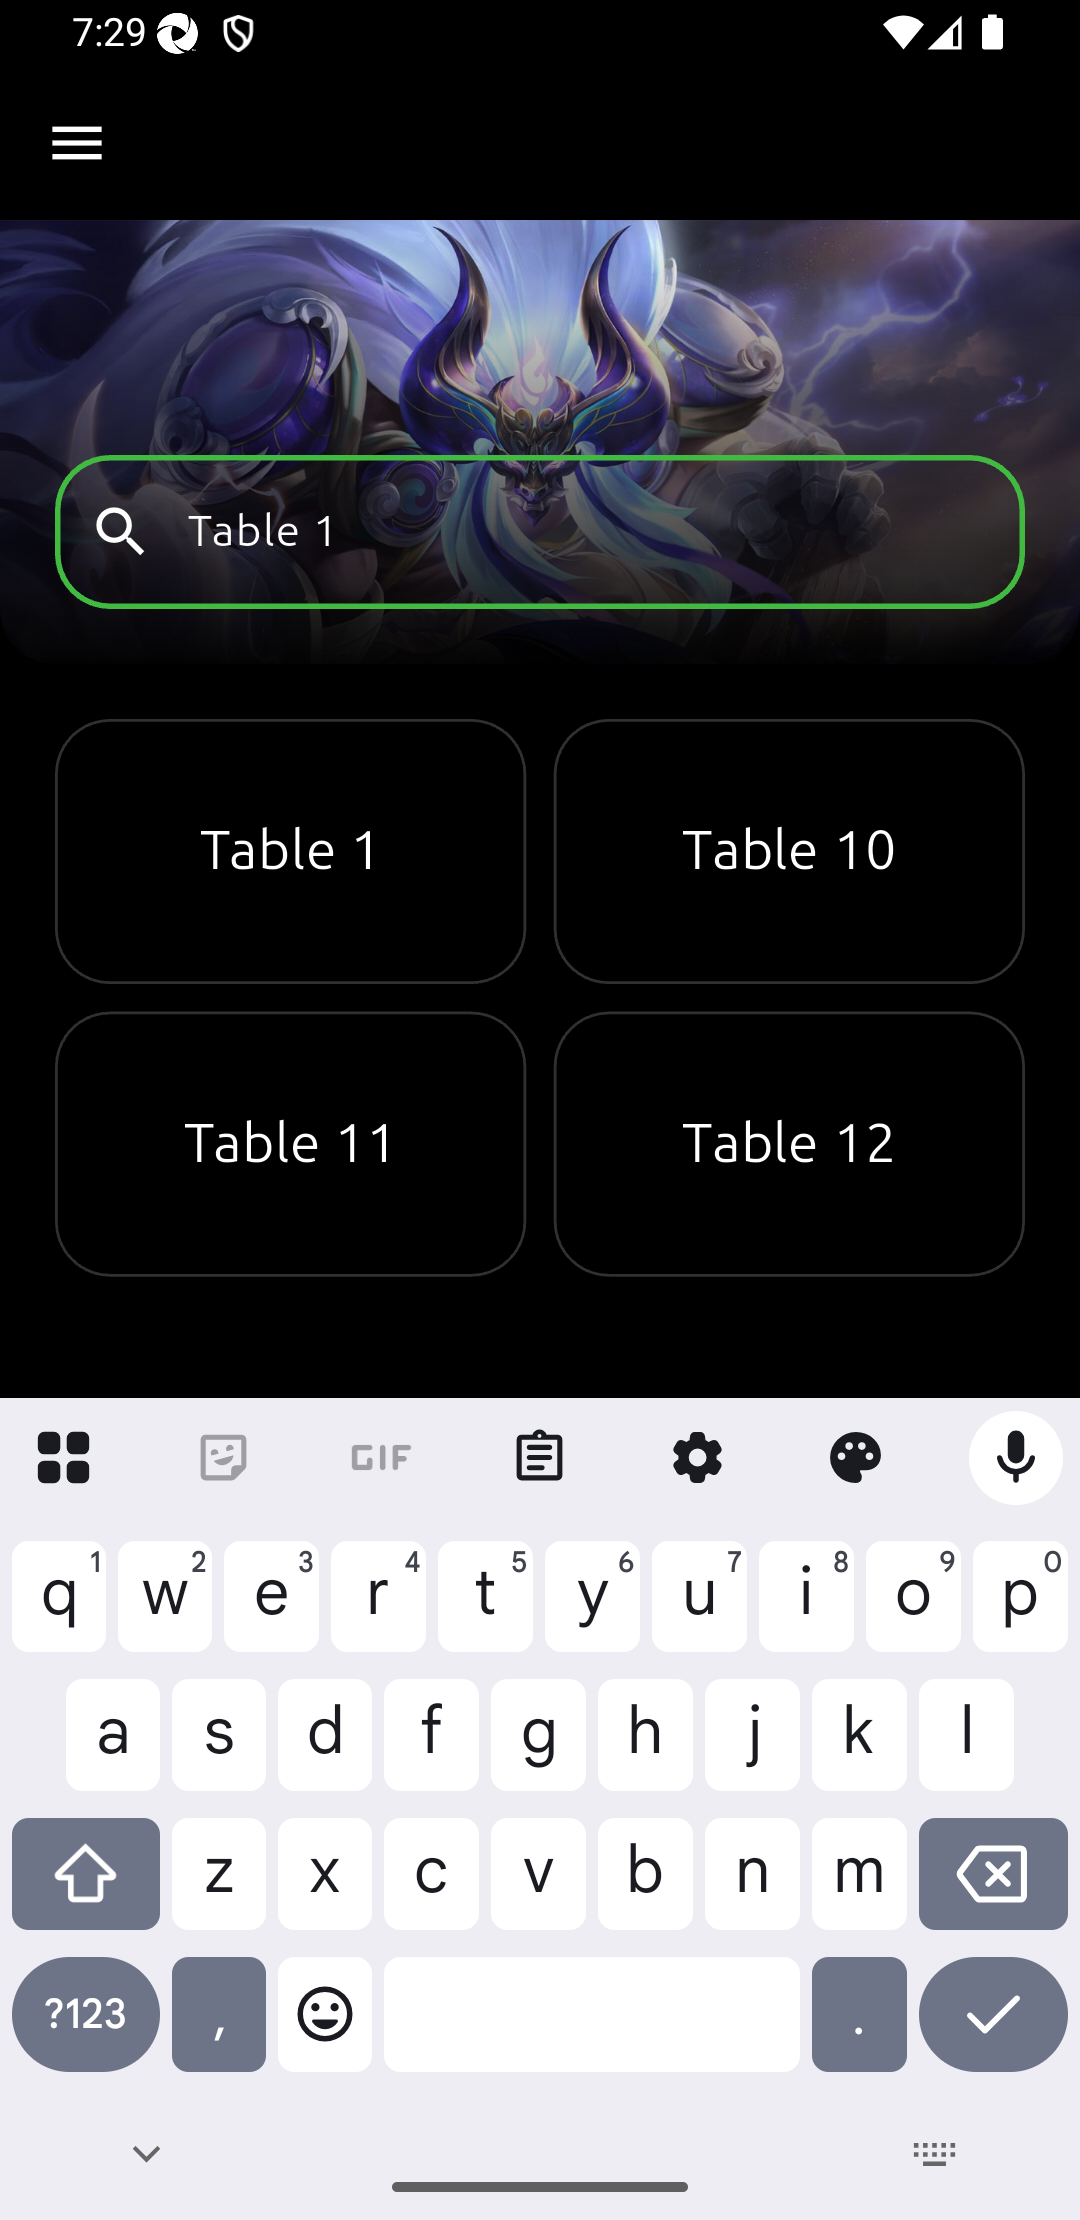 7:29
Table 1
Table 1 Table 10
Table 11 Table 12
GIF
q 1 w 2 e 3 r 4 t 5 y 6 u 7 i 8 o 9 p 0
a s d f g h j k l
z x c v b n m
?123 , .